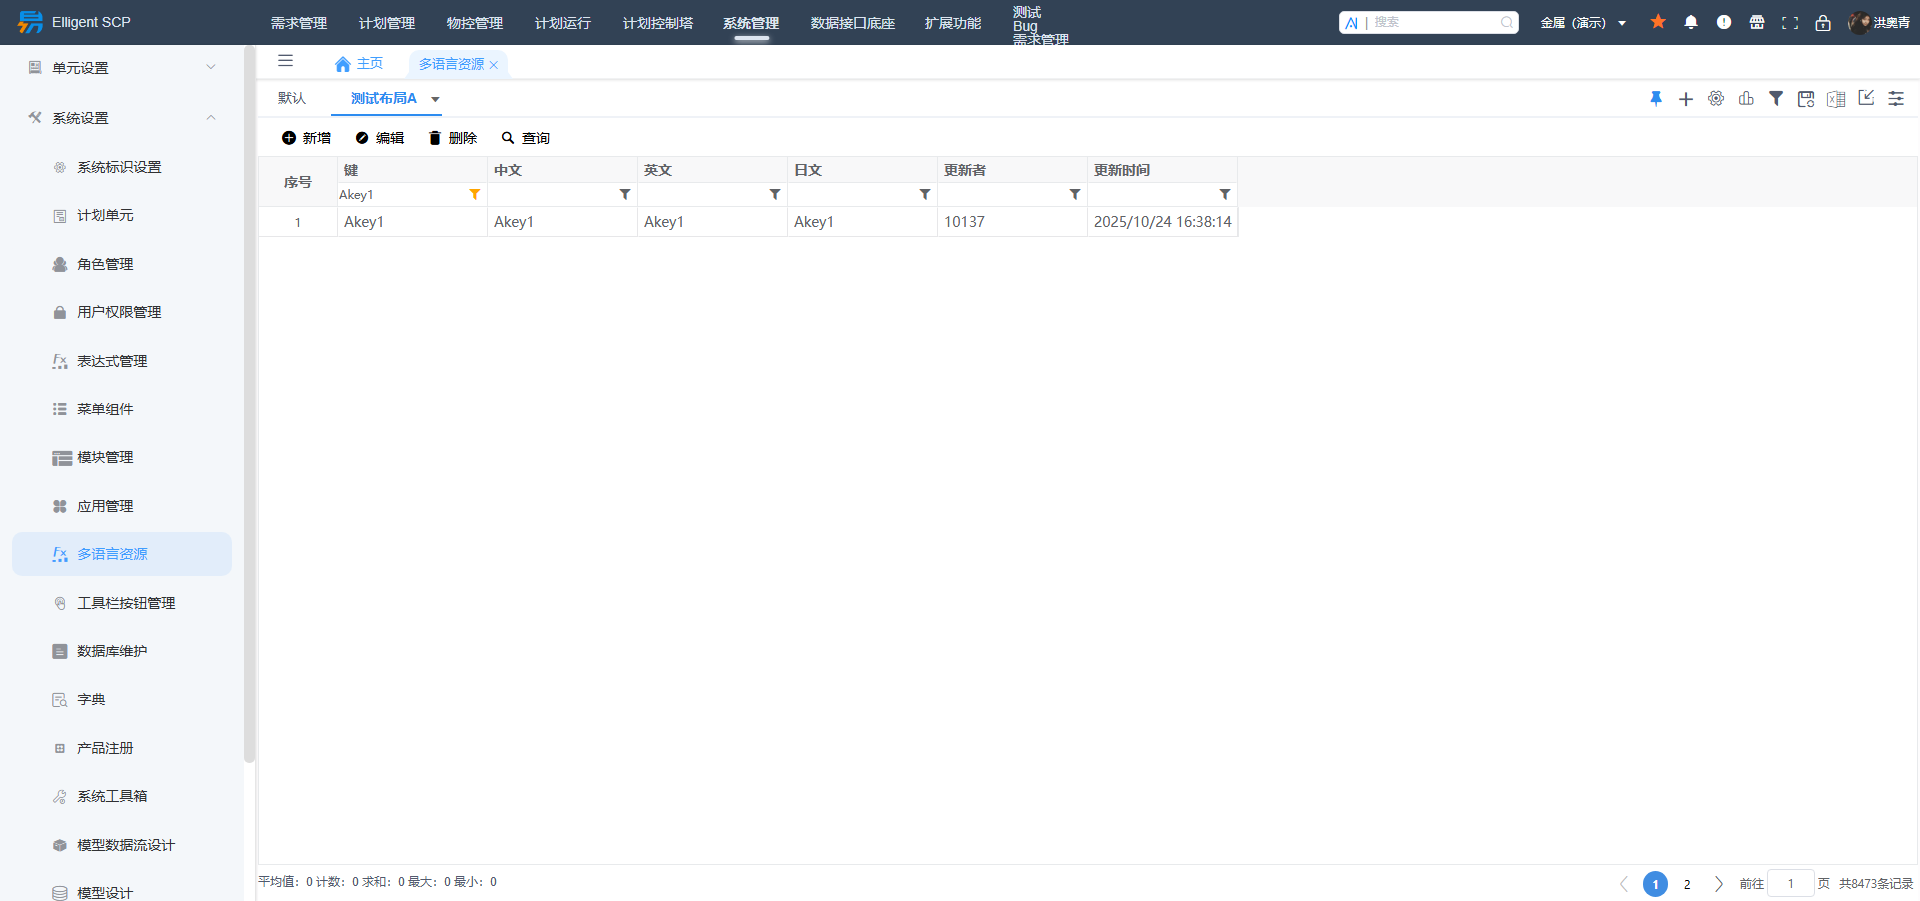 Elligent SCP
需求管理 计划管理 物控管理 计划运行 计划控制塔 系统管理 数据接口底座 扩展功能 测试 Bug 需求管理
AI | 搜索
金属（演示）
洪奥青
单元设置
系统设置
系统标识设置
计划单元
角色管理
用户权限管理
表达式管理
菜单组件
模块管理
应用管理
多语言资源
工具栏按钮管理
数据库维护
字典
产品注册
系统工具箱
模型数据流设计
模型设计
主页 多语言资源
默认 测试布局A
新增 编辑 删除 查询
序号 键 中文 英文 日文 更新者 更新时间
Akey1
1 Akey1 Akey1 Akey1 Akey1 10137 2025/10/24 16:38:14
平均值：0 计数：0 求和：0 最大：0 最小：0
1 2 前往 1 页 共8473条记录